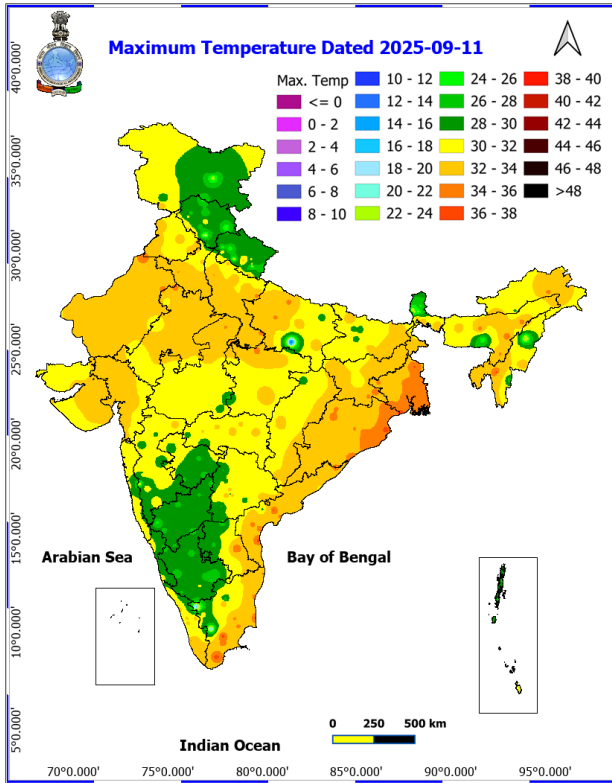 Maximum Temperature Dated 2025-09-11
Max. Temp
<= 0
0 - 2
2 - 4
4 - 6
6 - 8
8 - 10
10 - 12
12 - 14
14 - 16
16 - 18
18 - 20
20 - 22
22 - 24
24 - 26
26 - 28
28 - 30
30 - 32
32 - 34
34 - 36
36 - 38
38 - 40
40 - 42
42 - 44
44 - 46
46 - 48
>48
40°0.000'
35°0.000'
30°0.000'
25°0.000'
20°0.000'
15°0.000'
10°0.000'
5°0.000'
Arabian Sea
Bay of Bengal
Indian Ocean
0 250 500 km
70°0.000' 75°0.000' 80°0.000' 85°0.000' 90°0.000' 95°0.000'